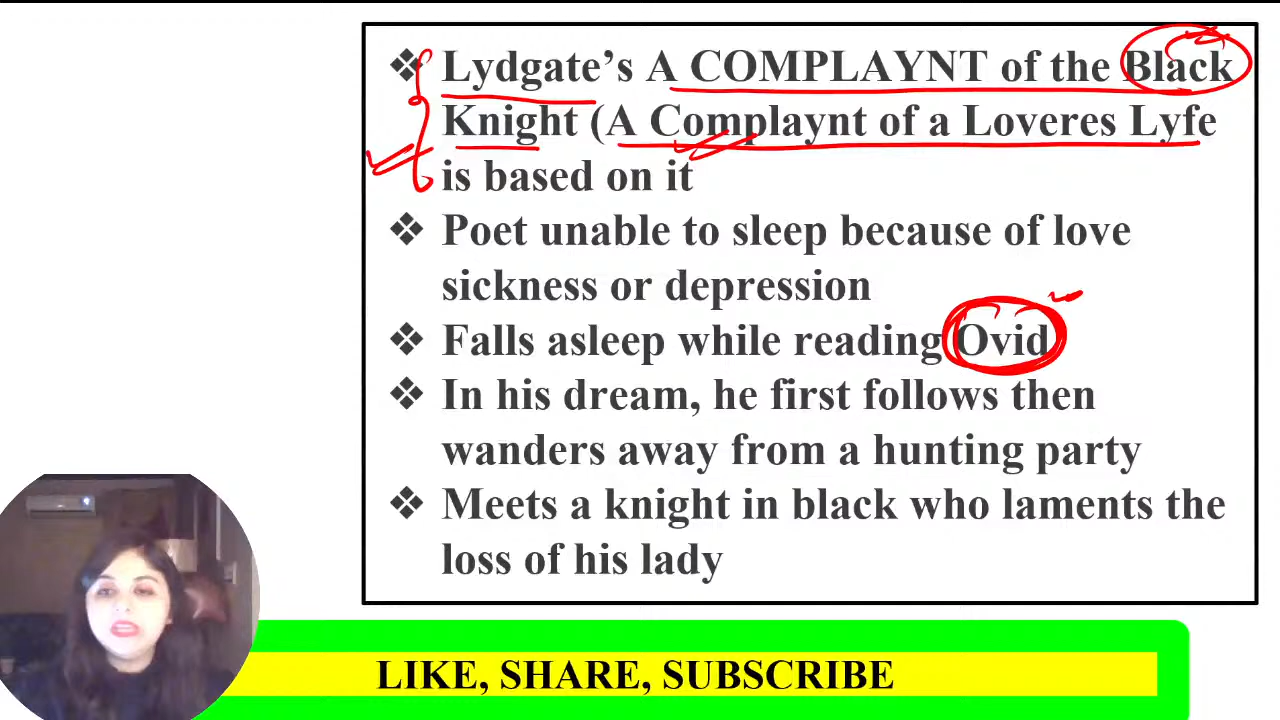 ❖ Lydgate's A COMPLAYNT of the Black
Knight (A Complaynt of a Loveres Lyfe
is based on it
❖ Poet unable to sleep because of love
sickness or depression
❖ Falls asleep while reading Ovid
❖ In his dream, he first follows then
wanders away from a hunting party
❖ Meets a knight in black who laments the
loss of his lady
LIKE, SHARE, SUBSCRIBE